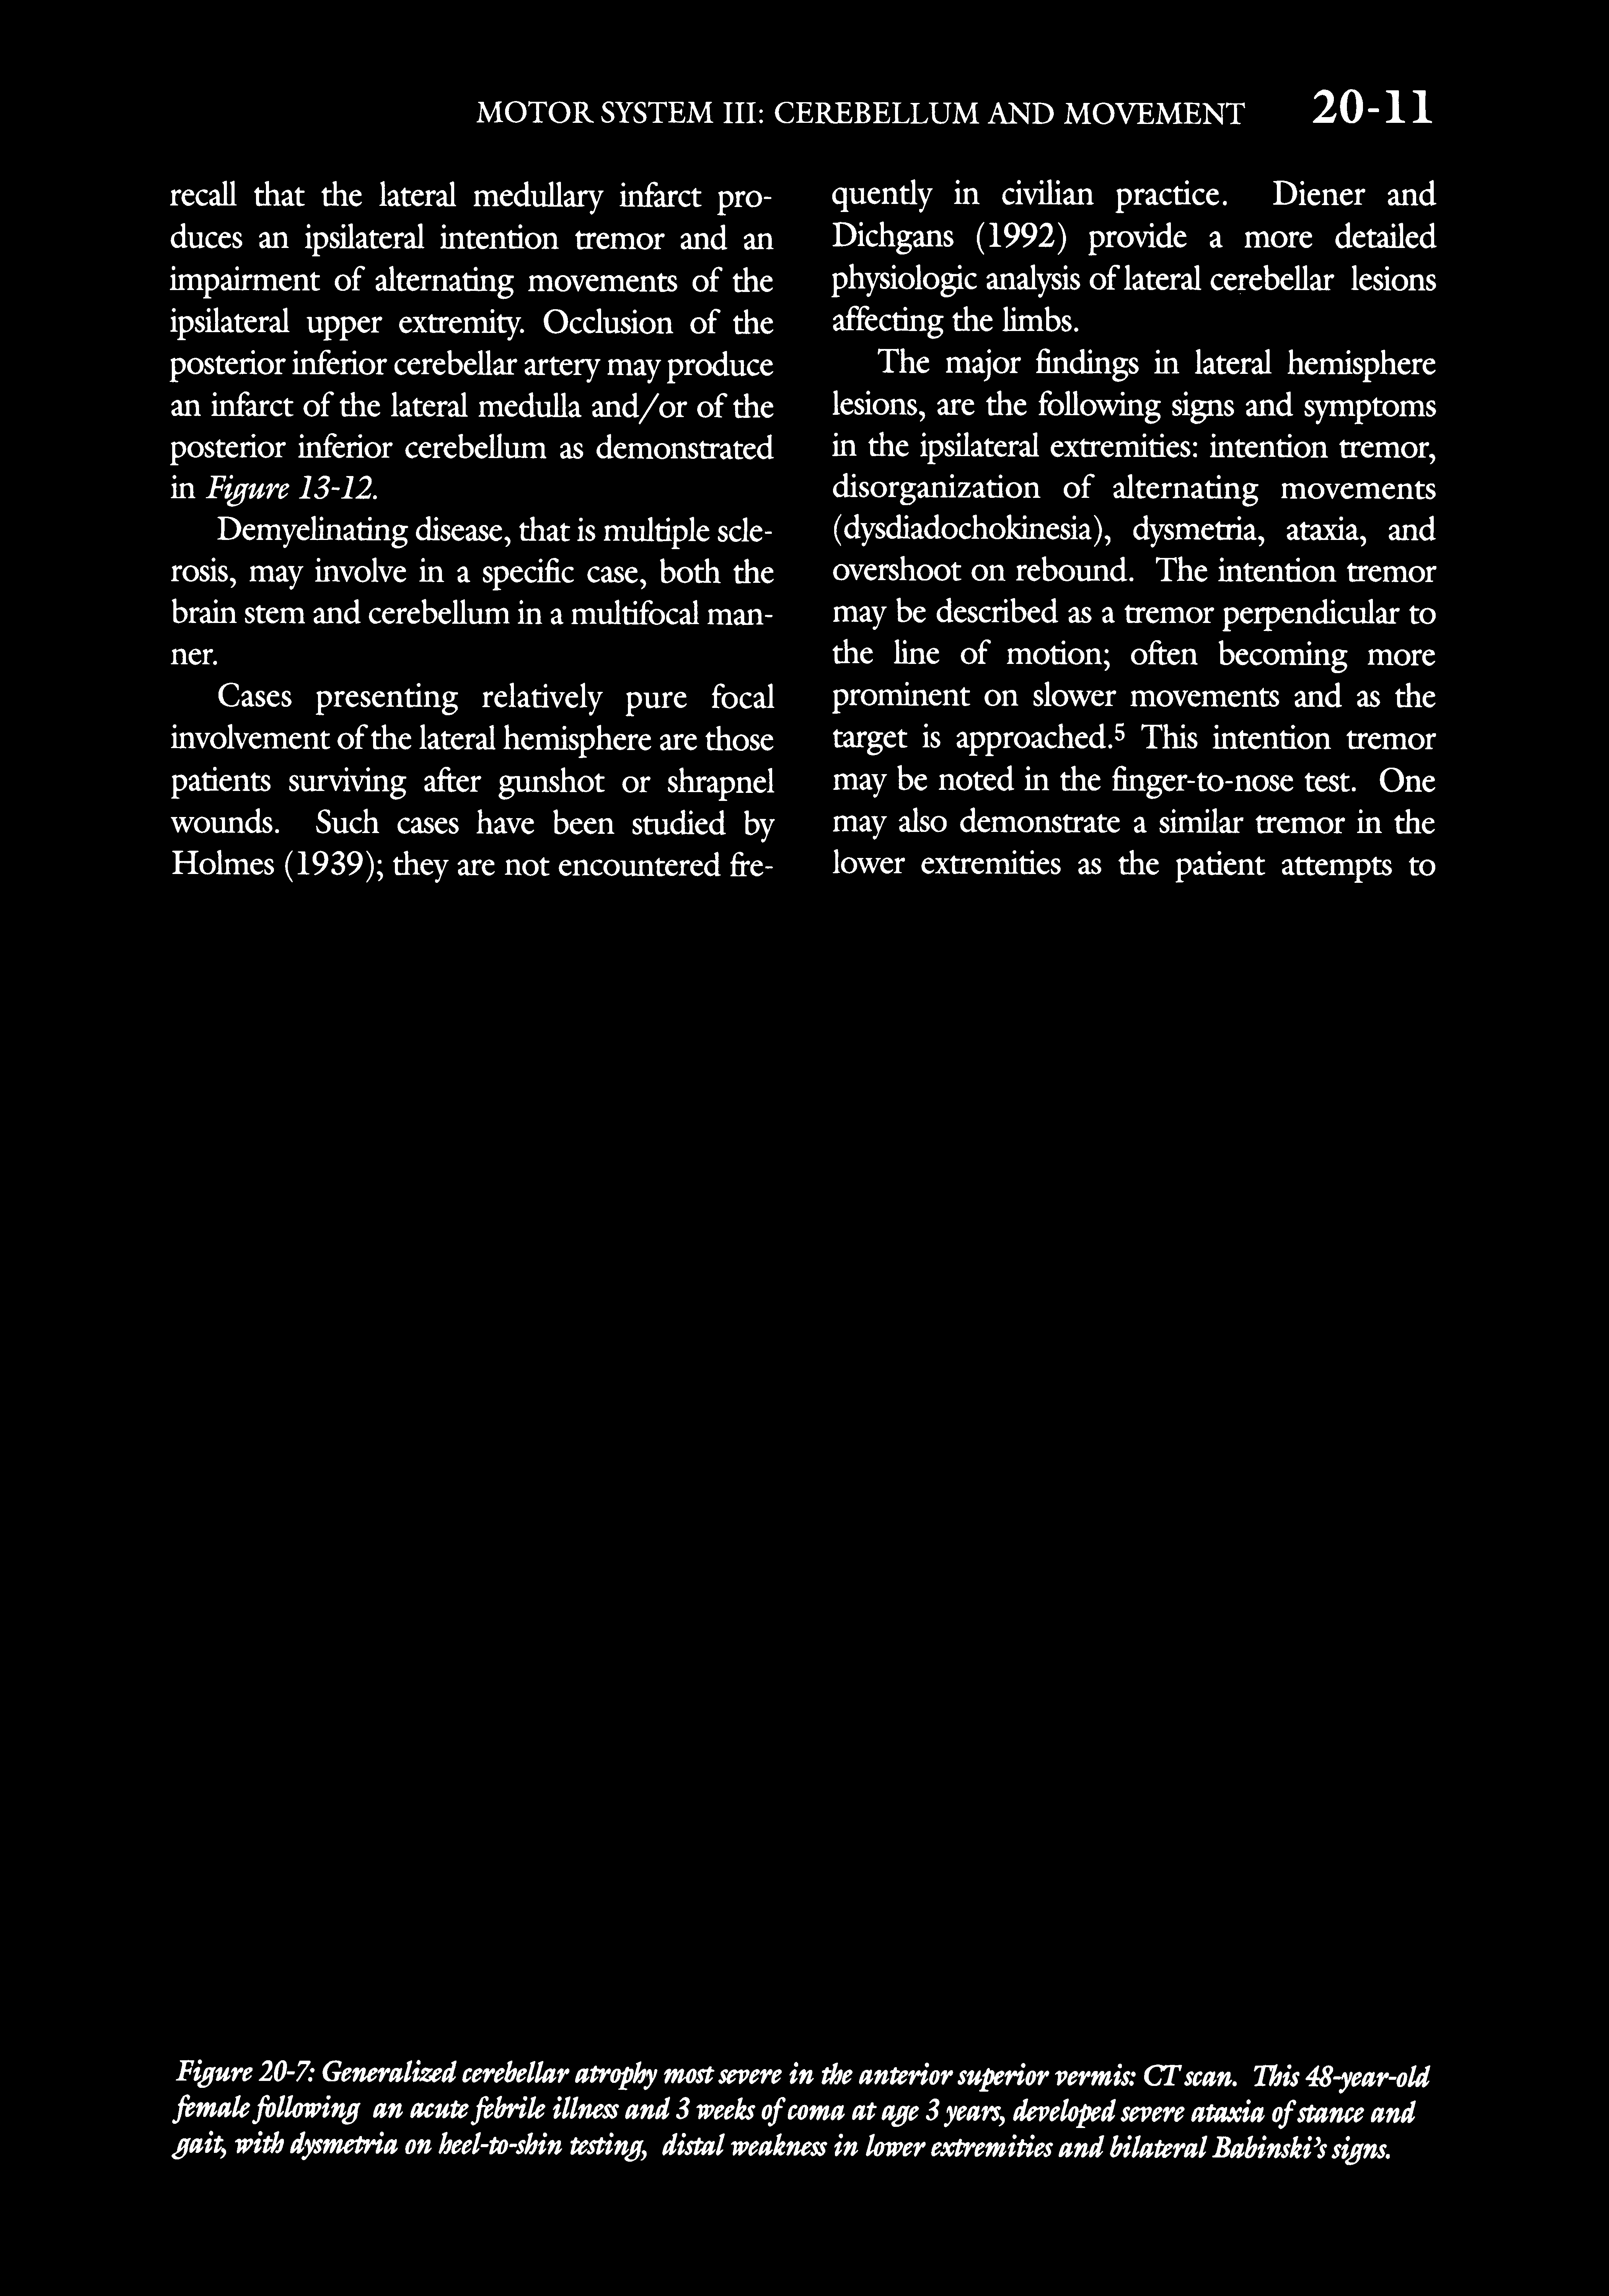 MOTOR SYSTEM III: CEREBELLUM AND MOVEMENT 20-11
recall that the lateral medullary infarct pro-
duces an ipsilateral intention tremor and an
impairment of alternating movements of the
ipsilateral upper extremity. Occlusion of the
posterior inferior cerebellar artery may produce
an infarct of the lateral medulla and/or of the
posterior inferior cerebellum as demonstrated
in Figure 13-12.
Demyelinating disease, that is multiple scle-
rosis, may involve in a specific case, both the
brain stem and cerebellum in a multifocal man-
ner.
Cases presenting relatively pure focal
involvement of the lateral hemisphere are those
patients surviving after gunshot or shrapnel
wounds. Such cases have been studied by
Holmes (1939); they are not encountered fre-
quently in civilian practice. Diener and
Dichgans (1992) provide a more detailed
physiologic analysis of lateral cerebellar lesions
affecting the limbs.
The major findings in lateral hemisphere
lesions, are the following signs and symptoms
in the ipsilateral extremities: intention tremor,
disorganization of alternating movements
(dysdiadochokinesia), dysmetria, ataxia, and
overshoot on rebound. The intention tremor
may be described as a tremor perpendicular to
the line of motion; often becoming more
prominent on slower movements and as the
target is approached.⁵ This intention tremor
may be noted in the finger-to-nose test. One
may also demonstrate a similar tremor in the
lower extremities as the patient attempts to
Figure 20-7: Generalized cerebellar atrophy most severe in the anterior superior vermis: CT scan. This 48-year-old
female following an acute febrile illness and 3 weeks of coma at age 3 years, developed severe ataxia of stance and
gait, with dysmetria on heel-to-shin testing, distal weakness in lower extremities and bilateral Babinski's signs.